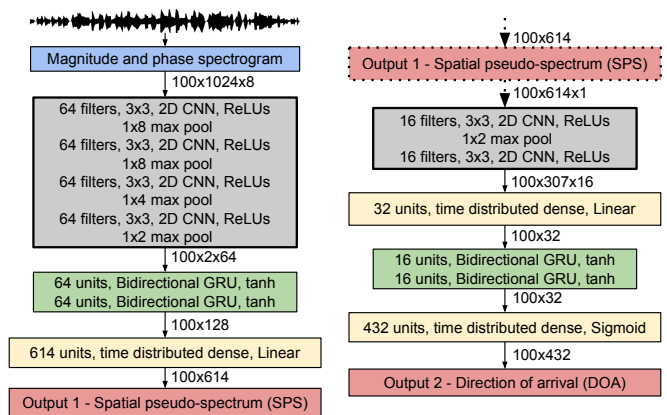 Magnitude and phase spectrogram
100x1024x8
64 filters, 3x3, 2D CNN, ReLUs
1x8 max pool
64 filters, 3x3, 2D CNN, ReLUs
1x8 max pool
64 filters, 3x3, 2D CNN, ReLUs
1x4 max pool
64 filters, 3x3, 2D CNN, ReLUs
1x2 max pool
100x2x64
64 units, Bidirectional GRU, tanh
64 units, Bidirectional GRU, tanh
100x128
614 units, time distributed dense, Linear
100x614
Output 1 - Spatial pseudo-spectrum (SPS)
100x614
Output 1 - Spatial pseudo-spectrum (SPS)
100x614x1
16 filters, 3x3, 2D CNN, ReLUs
1x2 max pool
16 filters, 3x3, 2D CNN, ReLUs
100x307x16
32 units, time distributed dense, Linear
100x32
16 units, Bidirectional GRU, tanh
16 units, Bidirectional GRU, tanh
100x32
432 units, time distributed dense, Sigmoid
100x432
Output 2 - Direction of arrival (DOA)